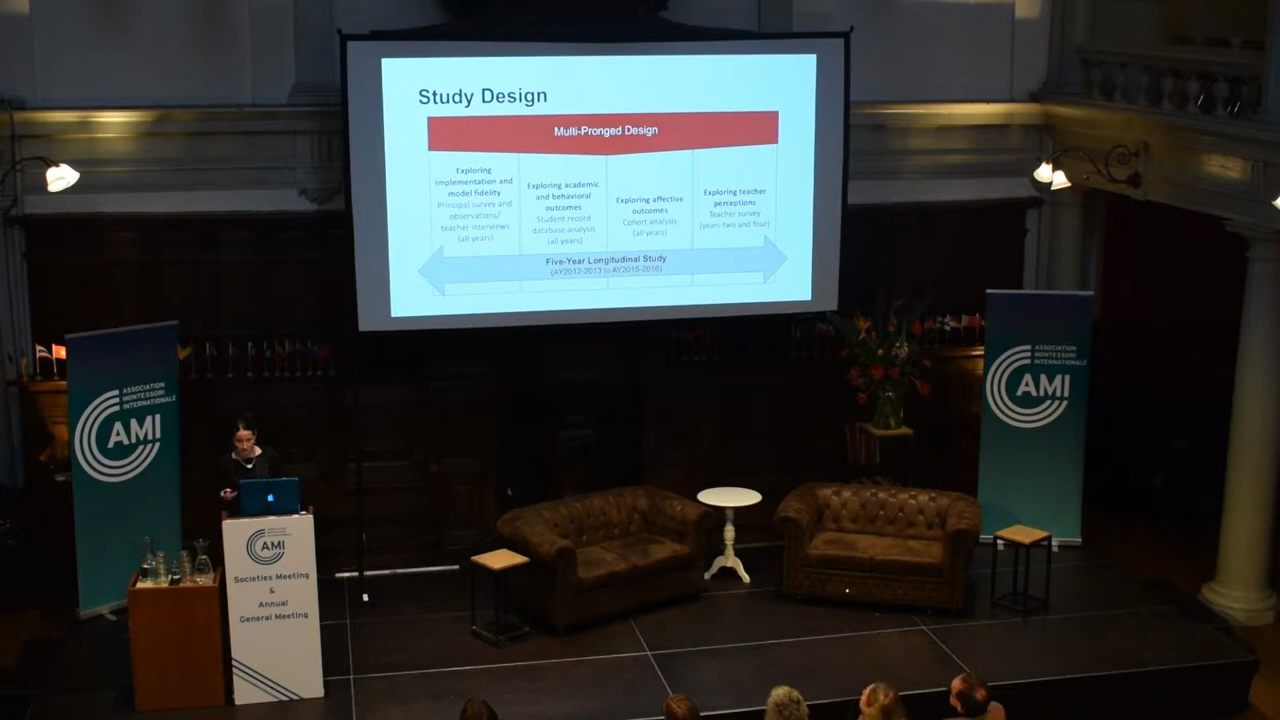 Study Design
Multi-Pronged Design
Exploring
implementation and
model fidelity
Principal survey and
observations/
teacher interviews
(all years)
Exploring academic
and behavioral
outcomes
Student record
database analysis
(all years)
Exploring affective
outcomes
Cohort analysis
(all years)
Exploring teacher
perceptions
Teacher survey
(years two and four)
Five-Year Longitudinal Study
(AY2012-2013 to AY2015-2016)
ASSOCIATION
MONTESSORI
INTERNATIONALE
AMI
ASSOCIATION
MONTESSORI
INTERNATIONALE
AMI
ASSOCIATION
MONTESSORI
INTERNATIONALE
AMI
Societies Meeting
&
Annual
General Meeting